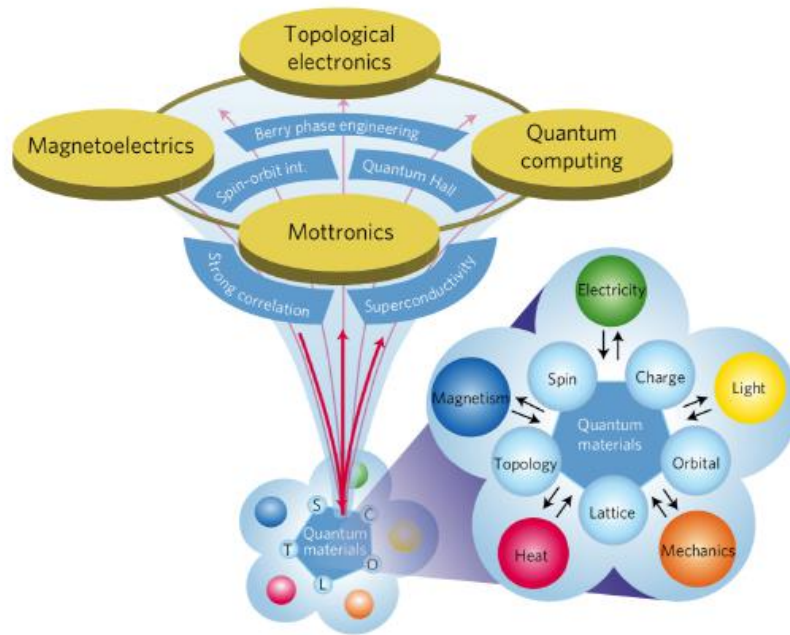 Topological
electronics
Magnetoelectrics
Berry phase engineering
Quantum
computing
Spin-orbit int.
Quantum Hall
Mottronics
Strong correlation
Superconductivity
Electricity
Spin
Charge
Magnetism
Light
Quantum
materials
Topology
Orbital
Lattice
Heat
Mechanics
S
C
Quantum
materials
T
O
L